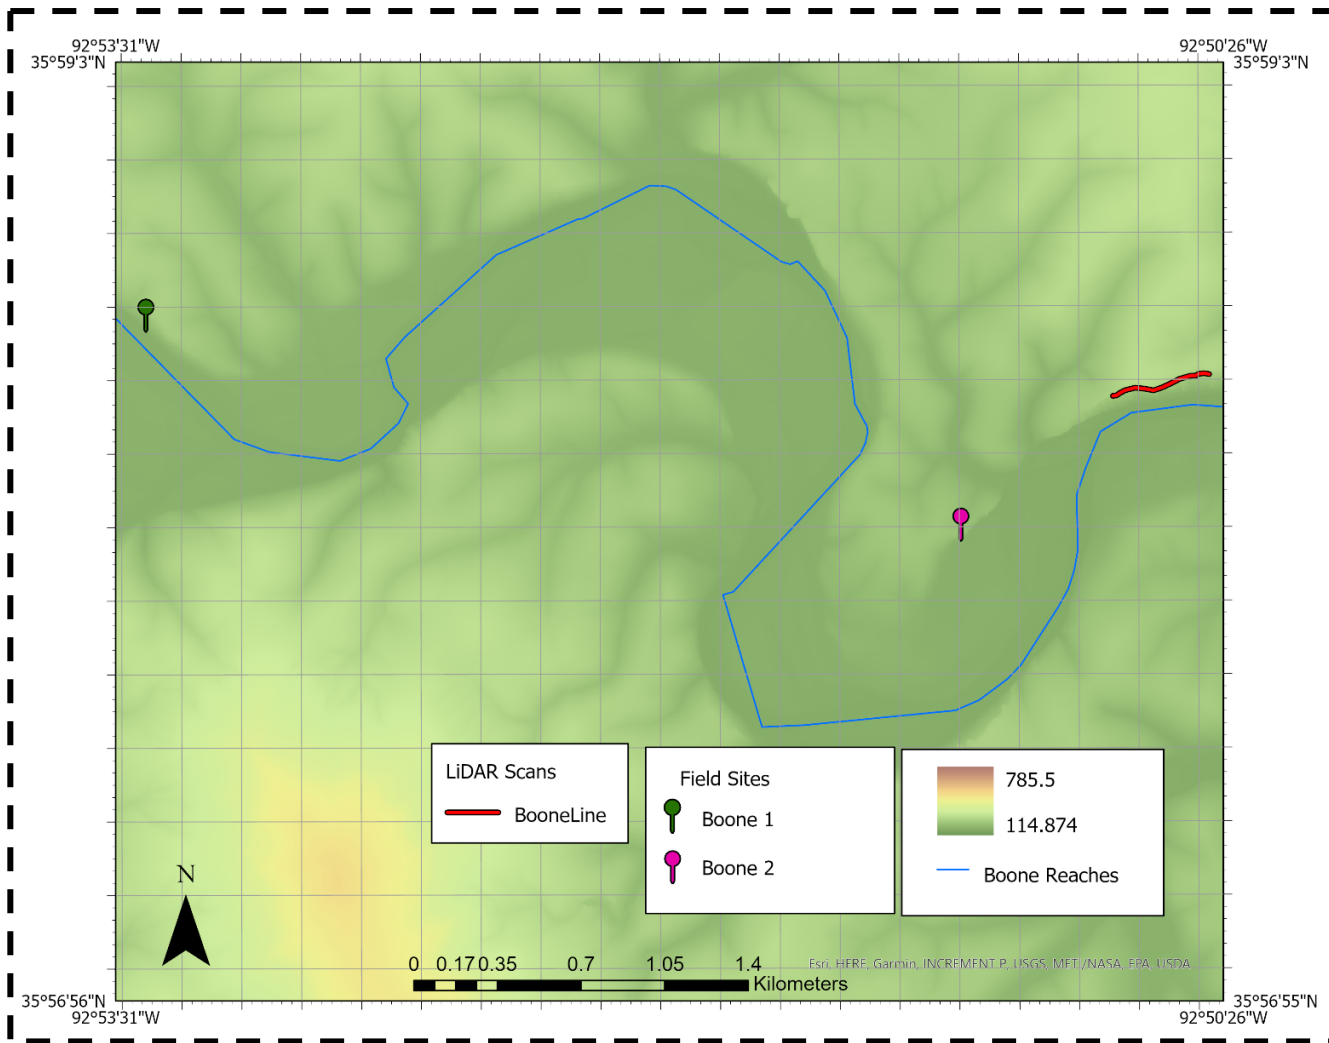 92°53'31"W 92°50'26"W
35°59'3"N 35°59'3"N
LiDAR Scans
BooneLine
Field Sites
Boone 1
Boone 2
785.5
114.874
Boone Reaches
N
0 0.17 0.35 0.7 1.05 1.4
Kilometers
Esri, HERE, Garmin, INCREMENT P, USGS, METI/NASA, EPA, USDA
35°56'56"N 35°56'55"N
92°53'31"W 92°50'26"W